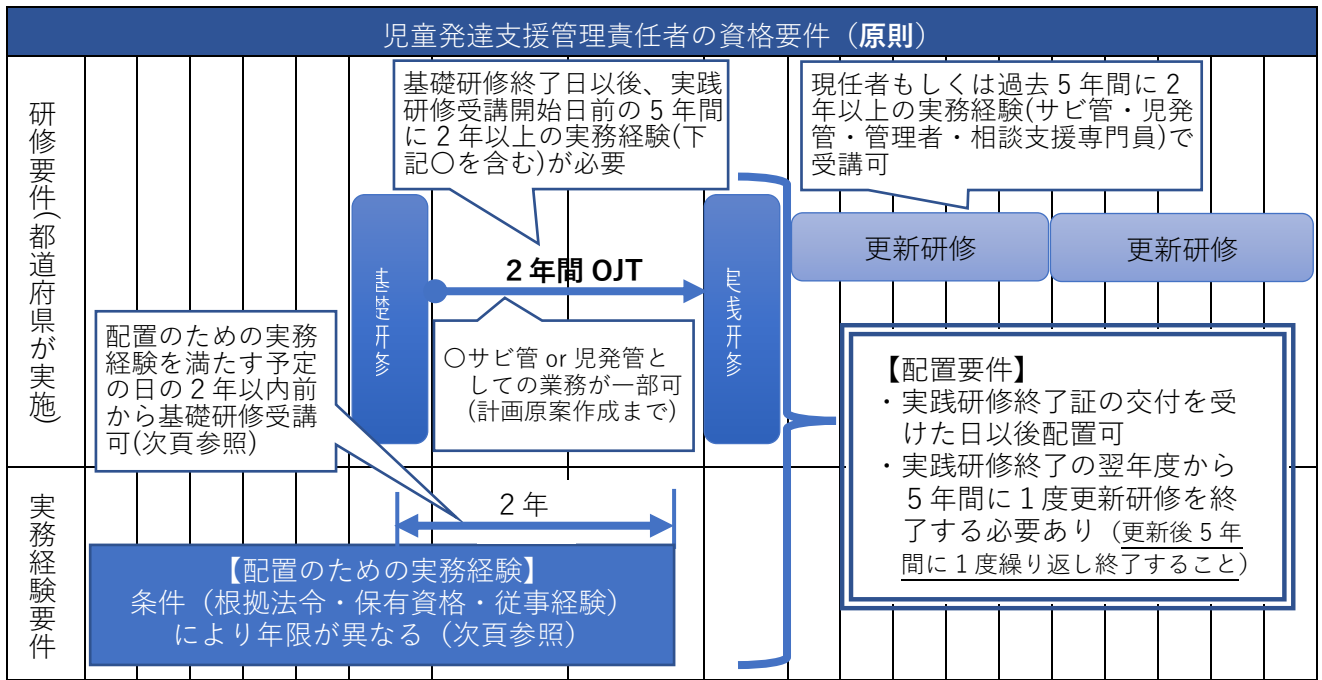 児童発達支援管理責任者の資格要件（原則）
研修要件（都道府県が実施）
基礎研修終了日以後、実践
研修受講開始日前の５年間
に２年以上の実務経験(下
記〇を含む)が必要
現任者もしくは過去５年間に２
年以上の実務経験(サビ管・児発
管・管理者・相談支援専門員)で
受講可
基礎研修
２年間 OJT
実践研修
更新研修
更新研修
配置のための実務
経験を満たす予定
の日の２年以内前
から基礎研修受講
可(次頁参照)
〇サビ管 or 児発管と
しての業務が一部可
(計画原案作成まで)
【配置要件】
・実践研修終了証の交付を受
けた日以後配置可
・実践研修終了の翌年度から
５年間に１度更新研修を終
了する必要あり（更新後５年
間に１度繰り返し終了すること）
実務経験要件
２年
【配置のための実務経験】
条件（根拠法令・保有資格・従事経験）
により年限が異なる（次頁参照）